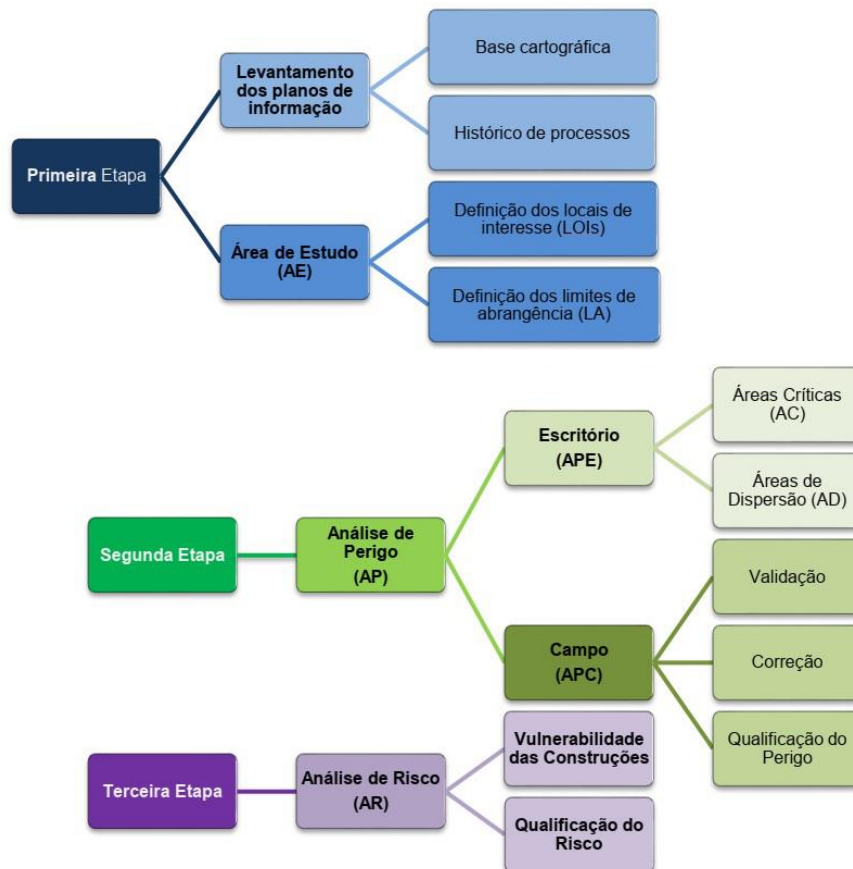 Primeira Etapa
Levantamento
dos planos de
informação
Base cartográfica
Histórico de processos
Área de Estudo
(AE)
Definição dos locais de
interesse (LOIs)
Definição dos limites de
abrangência (LA)
Segunda Etapa
Análise de
Perigo
(AP)
Escritório
(APE)
Áreas Críticas
(AC)
Áreas de
Dispersão (AD)
Campo
(APC)
Validação
Correção
Qualificação do
Perigo
Terceira Etapa
Análise de Risco
(AR)
Vulnerabilidade
das Construções
Qualificação do
Risco